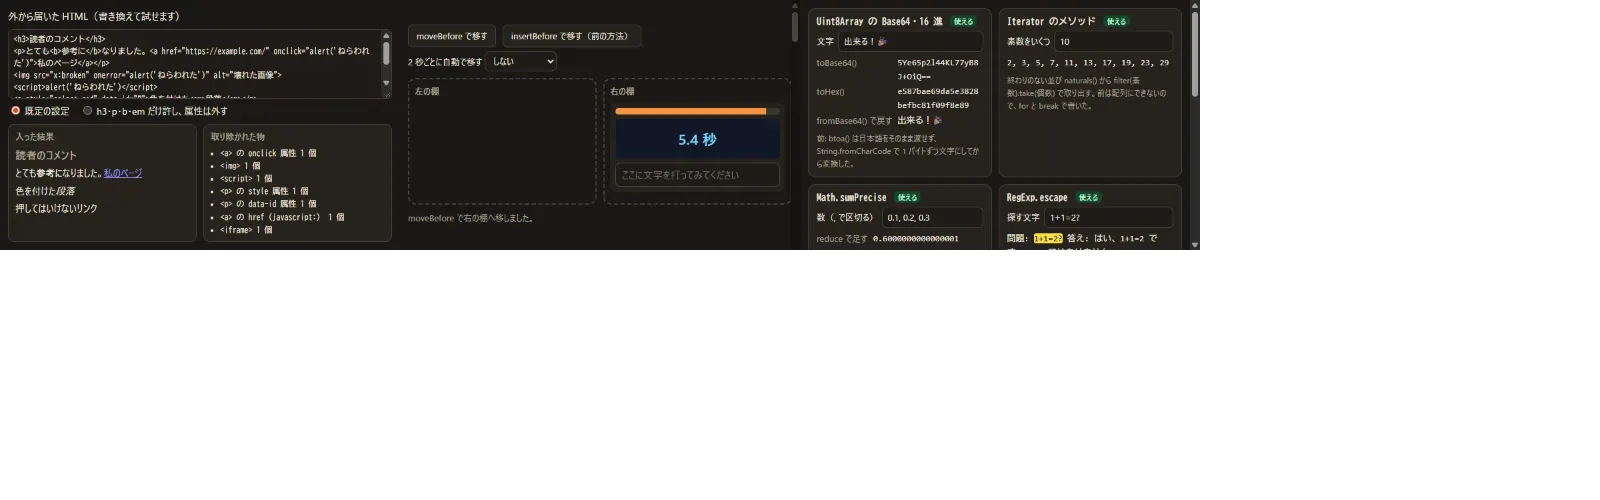 外から届いた HTML（書き換えて試せます）
<h3>読者のコメント</h3>
<p>とても<b>参考に</b>なりました。<a href="https://example.com/" onclick="alert('ねらわれ
た')">私のページ</a></p>
<img src="x:broken" onerror="alert('ねらわれた')" alt="壊れた画像">
<script>alert('ねらわれた')</script>
既定の設定
h3・p・b・em だけ許し、属性は外す
入った結果
読者のコメント
とても参考になりました。私のページ
色を付けた段落
押してはいけないリンク
取り除かれた物
<a> の onclick 属性 1 個
<img> 1 個
<script> 1 個
<p> の style 属性 1 個
<p> の data-id 属性 1 個
<a> の href (javascript:) 1 個
<iframe> 1 個
moveBefore で移す
insertBefore で移す（前の方法）
2 秒ごとに自動で移す
しない
左の棚
右の棚
5.4 秒
ここに文字を打ってみてください
moveBefore で右の棚へ移しました。
Uint8Array の Base64・16 進
使える
文字
出来る！🎉
toBase64()
5Ye65p2l44KL77yB8
J+OiQ==
toHex()
e587bae69da5e3828
befbc81f09f8e89
fromBase64() で戻す
出来る！🎉
前: btoa() は日本語をそのまま渡せず、
String.fromCharCode で 1 バイトずつ文字にしてか
ら変換した。
Iterator のメソッド
使える
素数をいくつ
10
2, 3, 5, 7, 11, 13, 17, 19, 23, 29
終わりのない並び naturals() から filter(素
数).take(個数) で取り出す。前は配列にできないの
で、for と break で書いた。
Math.sumPrecise
使える
数（, で区切る）
0.1, 0.2, 0.3
reduce で足す
0.6000000000000001
RegExp.escape
使える
探す文字
1+1=2?
問題: 1+1=2? 答え: はい、1+1=2 で